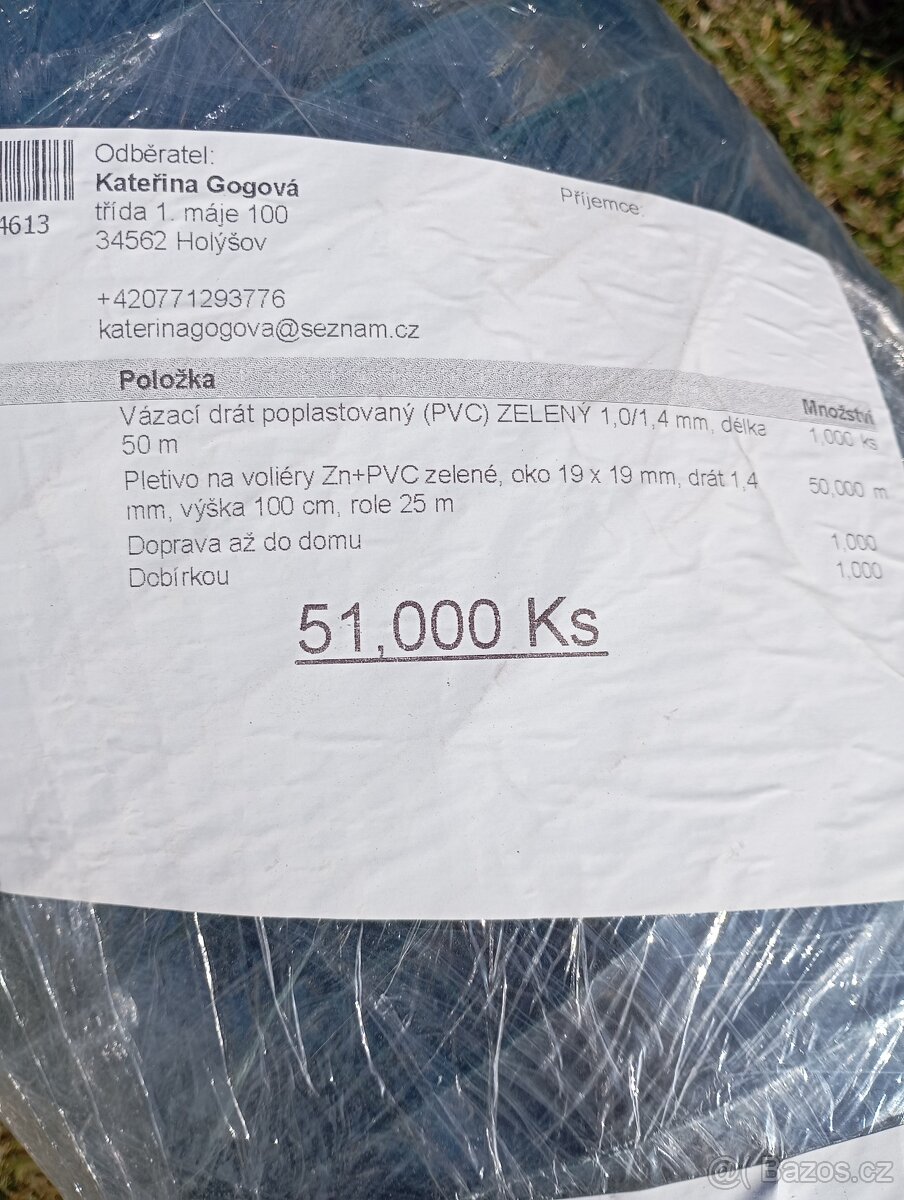 4613
Odběratel:
Kateřina Gogová
třída 1. máje 100
34562 Holýšov
+420771293776
katerinagogova@seznam.cz
Příjemce:
Položka Množství
Vázací drát poplastovaný (PVC) ZELENÝ 1,0/1,4 mm, délka 1,000 ks
50 m
Pletivo na voliéry Zn+PVC zelené, oko 19 x 19 mm, drát 1,4 50,000 m
mm, výška 100 cm, role 25 m
Doprava až do domu 1,000
Dobírkou 1,000
51,000 Ks
Bazos.cz